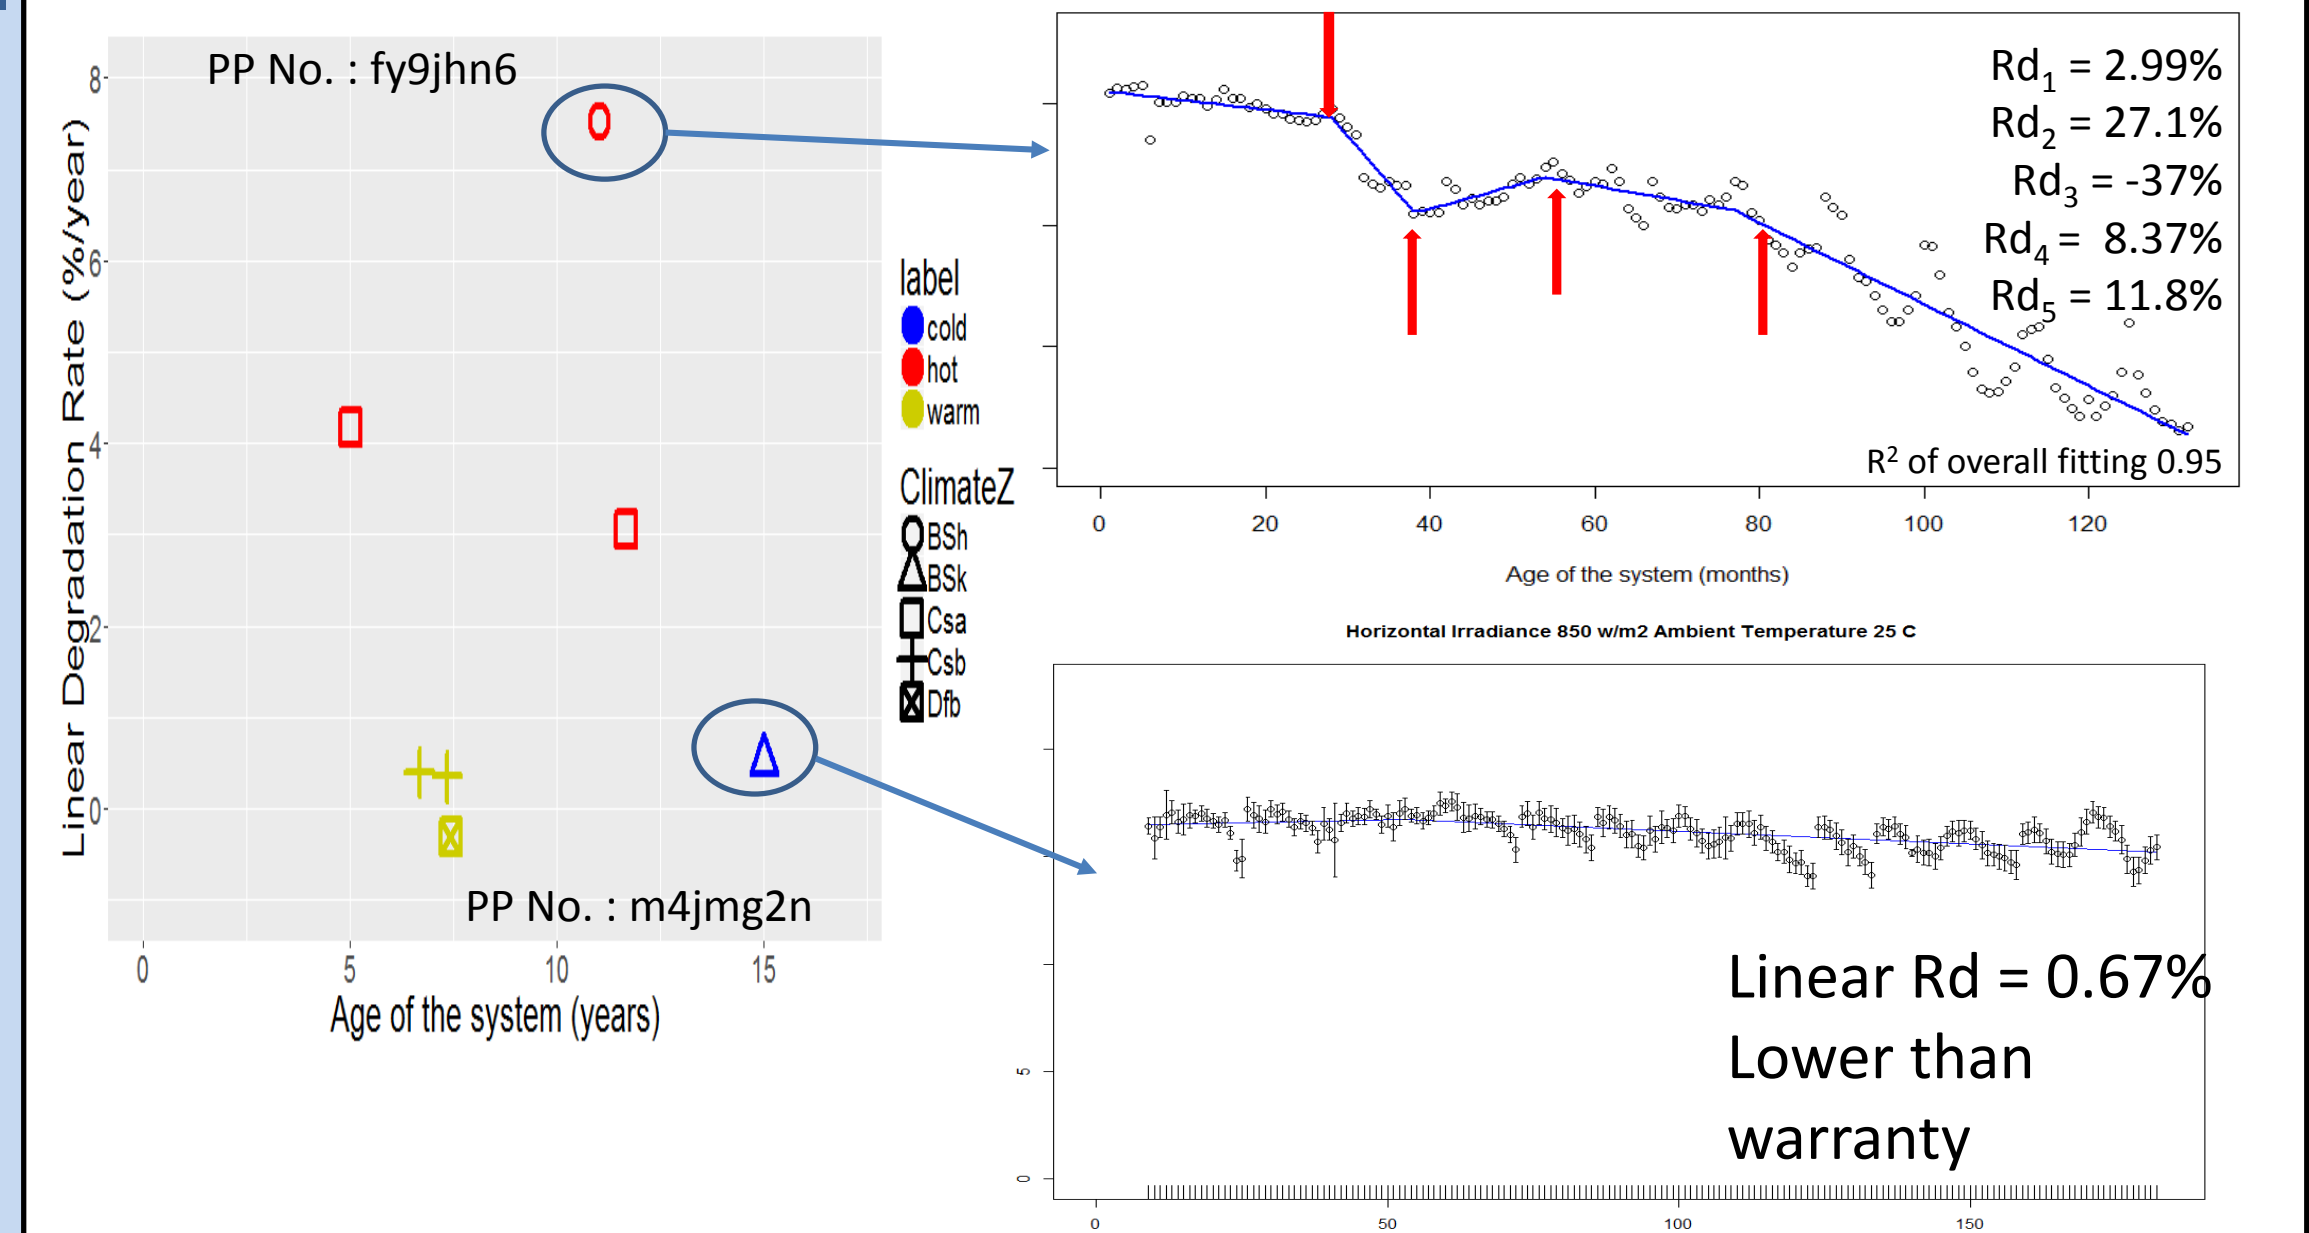 PP No. : fy9jhn6
8
6
4
2
0
Linear Degradation Rate (%/year)
0 5 10 15
Age of the system (years)
PP No. : m4jmg2n
label
cold
hot
warm
ClimateZ
BSh
BSk
Csa
Csb
Dfb
Rd1 = 2.99%
Rd2 = 27.1%
Rd3 = -37%
Rd4 = 8.37%
Rd5 = 11.8%
R² of overall fitting 0.95
0 20 40 60 80 100 120
Age of the system (months)
Horizontal Irradiance 850 w/m2 Ambient Temperature 25 C
Linear Rd = 0.67%
Lower than
warranty
5
0
0 50 100 150